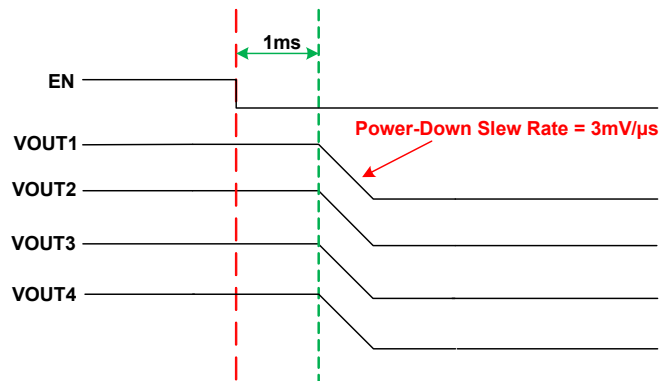 1ms
EN
Power-Down Slew Rate = 3mV/µs
VOUT1
VOUT2
VOUT3
VOUT4